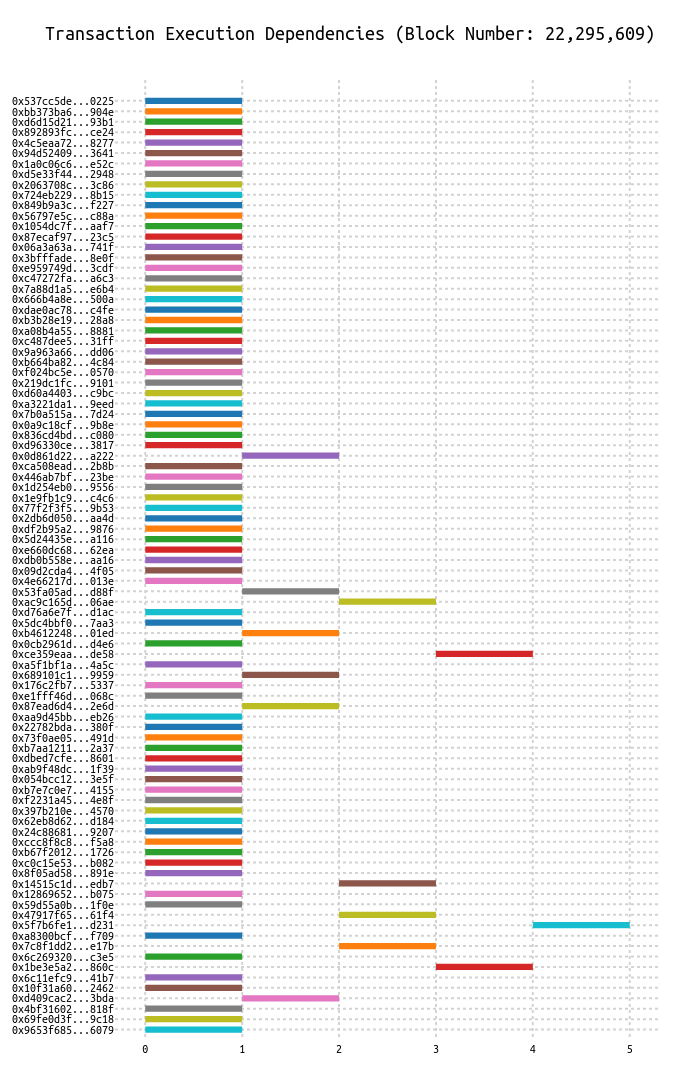 Transaction Execution Dependencies (Block Number: 22,295,609)
0x537cc5de...0225
0xbb373ba6...904e
0xd6d15d21...93b1
0x892893fc...ce24
0x4c5eaa72...8277
0x94d52409...3641
0x1a0c06c6...e52c
0xd5e33f44...2948
0x2063708c...3c86
0x724eb229...8b15
0x849b9a3c...f227
0x56797e5c...c88a
0x1054dc7f...aaf7
0x87ecaf97...23c5
0x06a3a63a...741f
0x3bfffade...8e0f
0xe959749d...3cdf
0xc47272fa...a6c3
0x7a88d1a5...e6b4
0x666b4a8e...500a
0xdae0ac78...c4fe
0xb3b28e19...28a8
0xa08b4a55...8881
0xc487dee5...31ff
0x9a963a66...dd06
0xb664ba82...4c84
0xf024bc5e...0570
0x219dc1fc...9101
0xd60a4403...c9bc
0xa3221da1...9eed
0x7b0a515a...7d24
0x0a9c18cf...9b8e
0x836cd4bd...c080
0xd96330ce...3817
0x0d861d22...a222
0xca508ead...2b8b
0x446ab7bf...23be
0x1d254eb0...9556
0x1e9fb1c9...c4c6
0x77f2f3f5...9b53
0x2db6d050...aa4d
0xdf2b95a2...9876
0x5d24435e...a116
0xe660dc68...62ea
0xdb0b558e...aa16
0x09d2cda4...4f05
0x4e66217d...013e
0x53fa05ad...d88f
0xac9c165d...06ae
0xd76a6e7f...d1ac
0x5dc4bbf0...7aa3
0xb4612248...01ed
0x0cb2961d...d4e6
0xce359eaa...de58
0xa5f1bf1a...4a5c
0x689101c1...9959
0x176c2fb7...5337
0xe1fff46d...068c
0x87ead6d4...2e6d
0xaa9d45bb...eb26
0x22782bda...380f
0x73f0ae05...491d
0xb7aa1211...2a37
0xdbed7cfe...8601
0xab9f48dc...1f39
0x054bcc12...3e5f
0xb7e7c0e7...4155
0xf2231a45...4e8f
0x397b210e...4570
0x62eb8d62...d184
0x24c88681...9207
0xccc8f8c8...f5a8
0xb67f2012...1726
0xc0c15e53...b082
0x8f05ad58...891e
0x14515c1d...edb7
0x12869652...b075
0x59d55a0b...1f0e
0x47917f65...61f4
0x5f7b6fe1...d231
0xa8300bcf...f709
0x7c8f1dd2...e17b
0x6c269320...c3e5
0x1be3e5a2...860c
0x6c11efc9...41b7
0x10f31a60...2462
0xd409cac2...3bda
0x4bf31602...818f
0x69fe0d3f...9c18
0x9653f685...6079
0 1 2 3 4 5